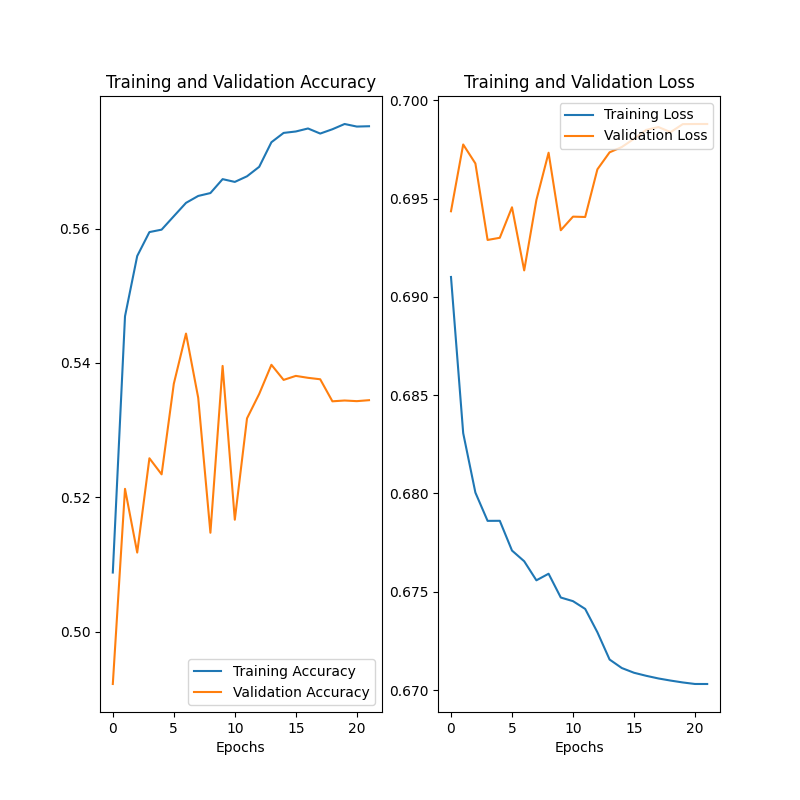 Training and Validation Accuracy
0.56
0.54
0.52
0.50
Training Accuracy
Validation Accuracy
0 5 10 15 20
Epochs
Training and Validation Loss
0.700
0.695
0.690
0.685
0.680
0.675
0.670
Training Loss
Validation Loss
0 5 10 15 20
Epochs